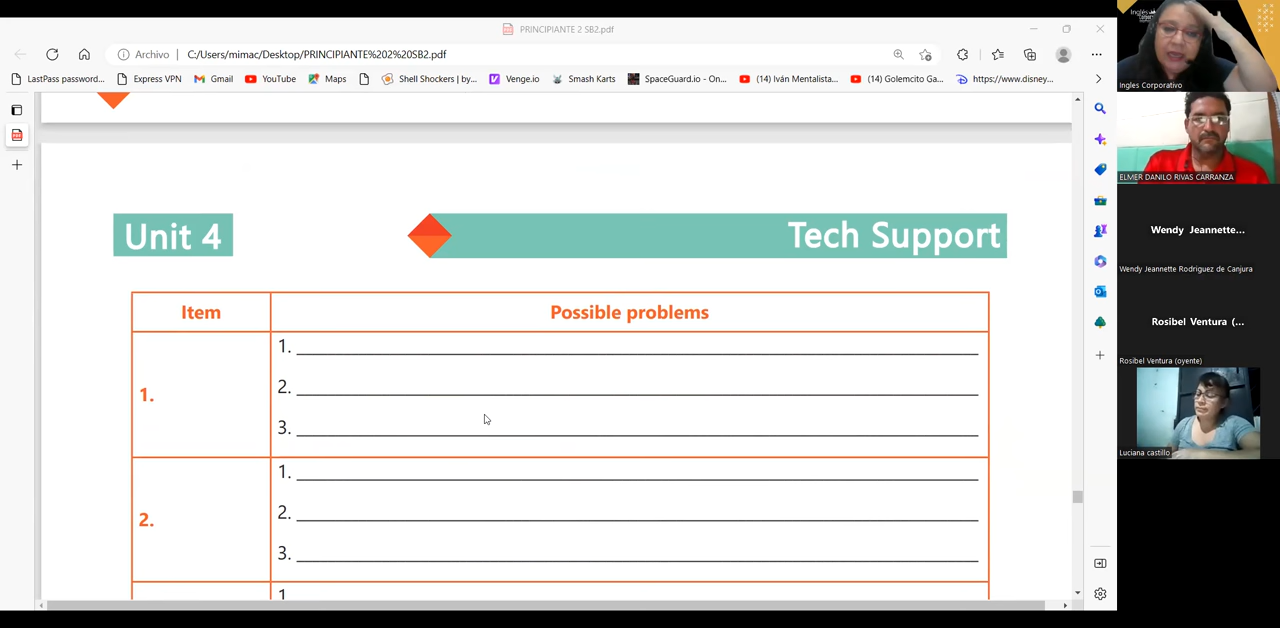 PRINCIPIANTE 2 SB2.pdf
Archivo C:/Users/mimac/Desktop/PRINCIPIANTE%202%20SB2.pdf
LastPass password... Express VPN Gmail YouTube Maps Shell Shockers | by... Venge.io Smash Karts SpaceGuard.io - On... (14) Iván Mentalista... (14) Golemcito Ga... https://www.disney...
Unit 4 Tech Support
Item Possible problems
1. 1.
2.
3.
2. 1.
2.
3.
1
Inglés
Ingles Corporativo
ELMER DANILO RIVAS CARRANZA
Wendy Jeannette...
Wendy Jeannette Rodriguez de Canjura
Rosibel Ventura (...
Rosibel Ventura (oyente)
Luciana castillo